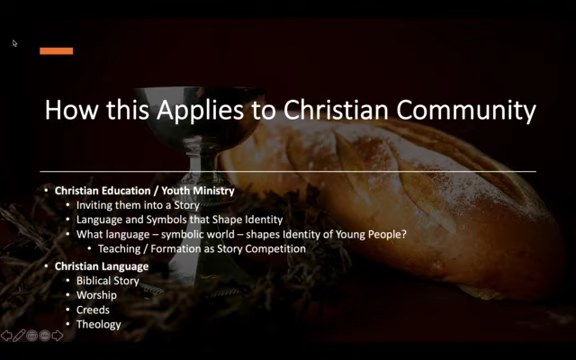 How this Applies to Christian Community
• Christian Education / Youth Ministry
• Inviting them into a Story
• Language and Symbols that Shape Identity
• What language – symbolic world – shapes Identity of Young People?
• Teaching / Formation as Story Competition
• Christian Language
• Biblical Story
• Worship
• Creeds
• Theology